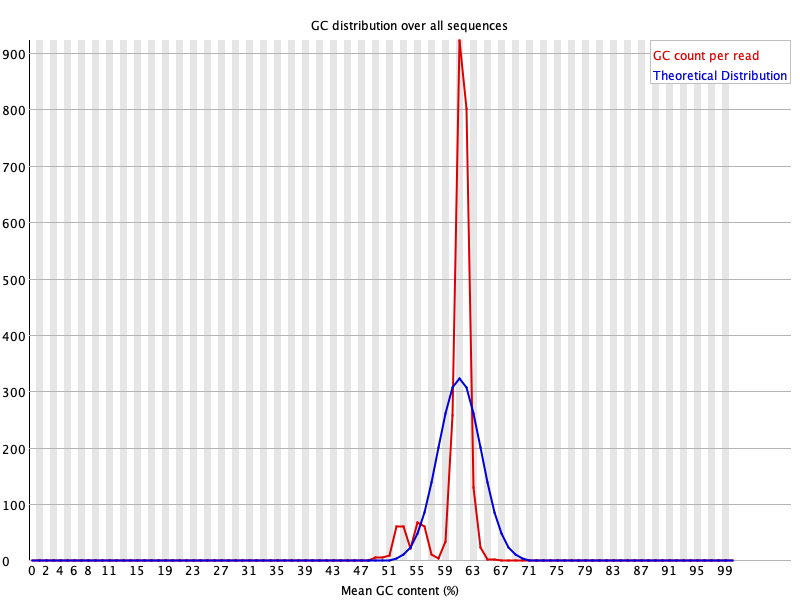 GC distribution over all sequences
GC count per read
Theoretical Distribution
900
800
700
600
500
400
300
200
100
0
0 2 4 6 8 11 15 19 23 27 31 35 39 43 47 51 55 59 63 67 71 75 79 83 87 91 95 99
Mean GC content (%)